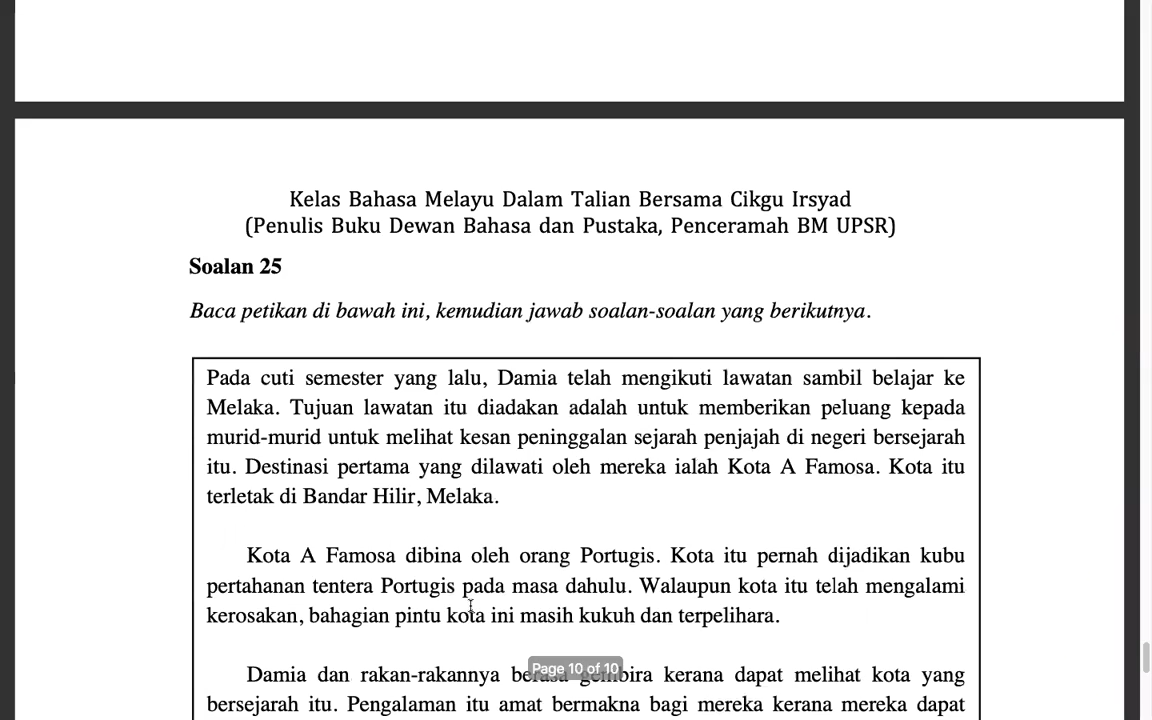 Kelas Bahasa Melayu Dalam Talian Bersama Cikgu Irsyad
(Penulis Buku Dewan Bahasa dan Pustaka, Penceramah BM UPSR)
Soalan 25
Baca petikan di bawah ini, kemudian jawab soalan-soalan yang berikutnya.
Pada cuti semester yang lalu, Damia telah mengikuti lawatan sambil belajar ke
Melaka. Tujuan lawatan itu diadakan adalah untuk memberikan peluang kepada
murid-murid untuk melihat kesan peninggalan sejarah penjajah di negeri bersejarah
itu. Destinasi pertama yang dilawati oleh mereka ialah Kota A Famosa. Kota itu
terletak di Bandar Hilir, Melaka.
Kota A Famosa dibina oleh orang Portugis. Kota itu pernah dijadikan kubu
pertahanan tentera Portugis pada masa dahulu. Walaupun kota itu telah mengalami
kerosakan, bahagian pintu kota ini masih kukuh dan terpelihara.
Damia dan rakan-rakannya berasa gembira kerana dapat melihat kota yang
Page 10 of 10
bersejarah itu. Pengalaman itu amat bermakna bagi mereka kerana mereka dapat